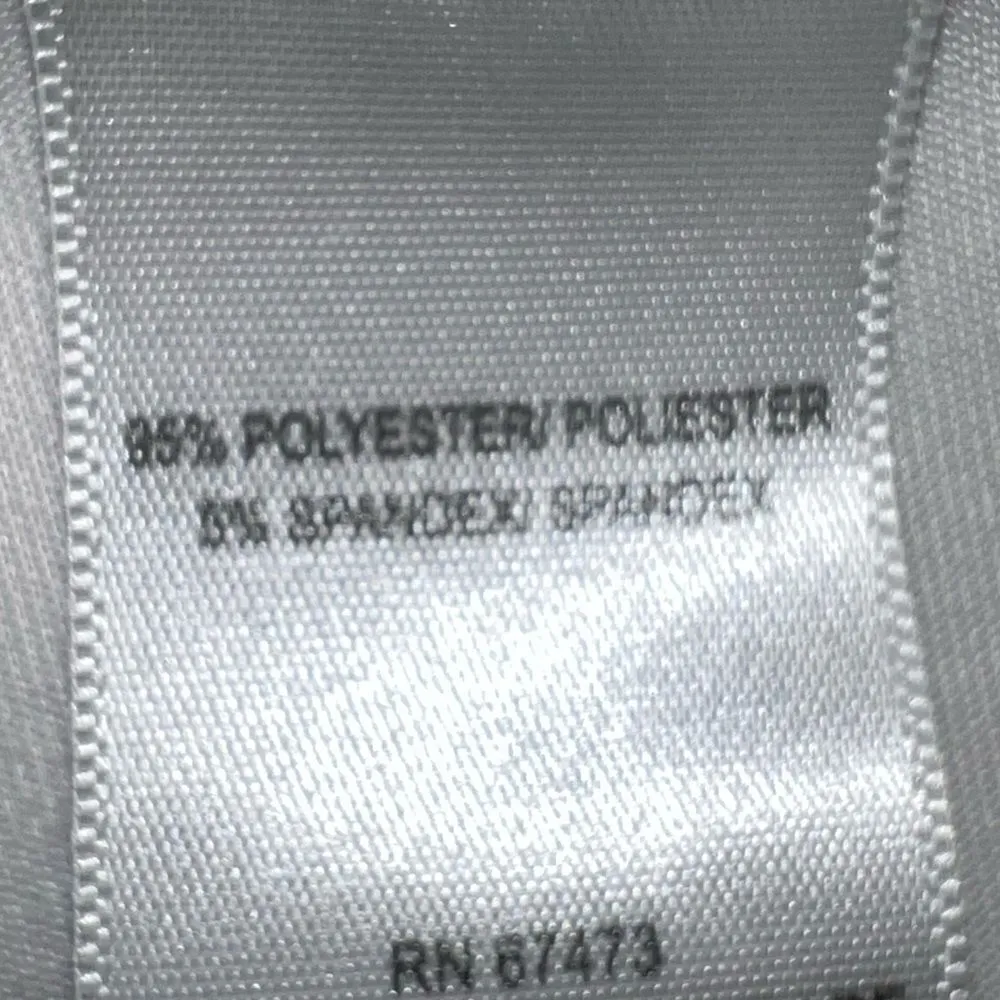 95% POLYESTER/ POLIESTER
5% SPANDEX/ SPANDEX
RN 67473